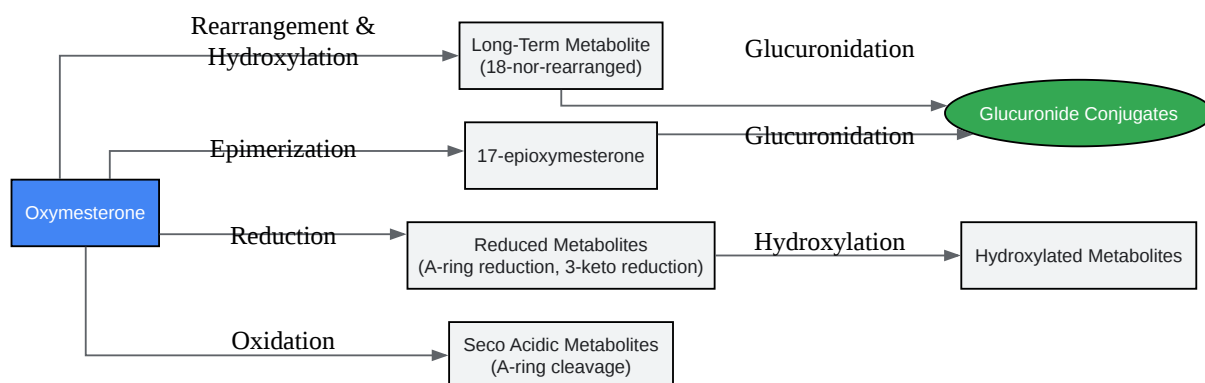 Rearrangement &
Hydroxylation
Long-Term Metabolite
(18-nor-rearranged)
Glucuronidation
Glucuronide Conjugates
Epimerization
17-epioxymesterone
Glucuronidation
Oxymesterone
Reduction
Reduced Metabolites
(A-ring reduction, 3-keto reduction)
Hydroxylation
Hydroxylated Metabolites
Oxidation
Seco Acidic Metabolites
(A-ring cleavage)